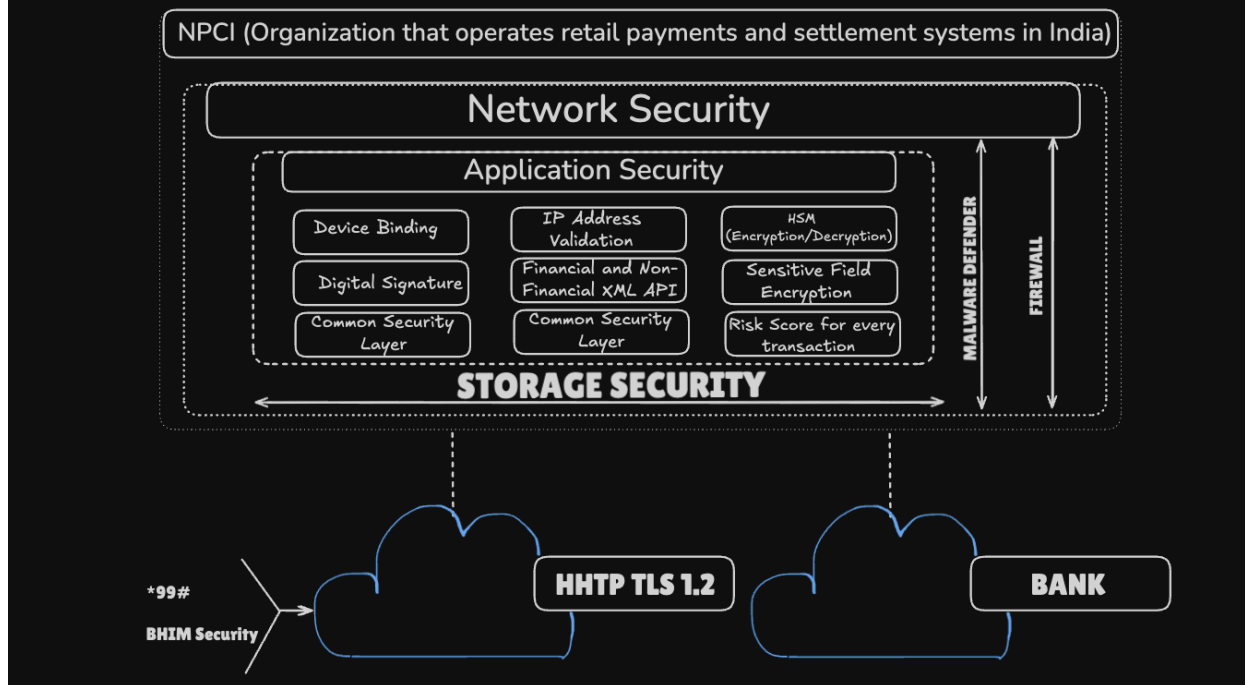 NPCI (Organization that operates retail payments and settlement systems in India)
Network Security
Application Security
Device Binding
IP Address
Validation
HSM
(Encryption/Decryption)
Digital Signature
Financial and Non-
Financial XML API
Sensitive Field
Encryption
Common Security
Layer
Common Security
Layer
Risk Score for every
transaction
MALWARE DEFENDER
FIREWALL
STORAGE SECURITY
*99#
BHIM Security
HHTP TLS 1.2
BANK